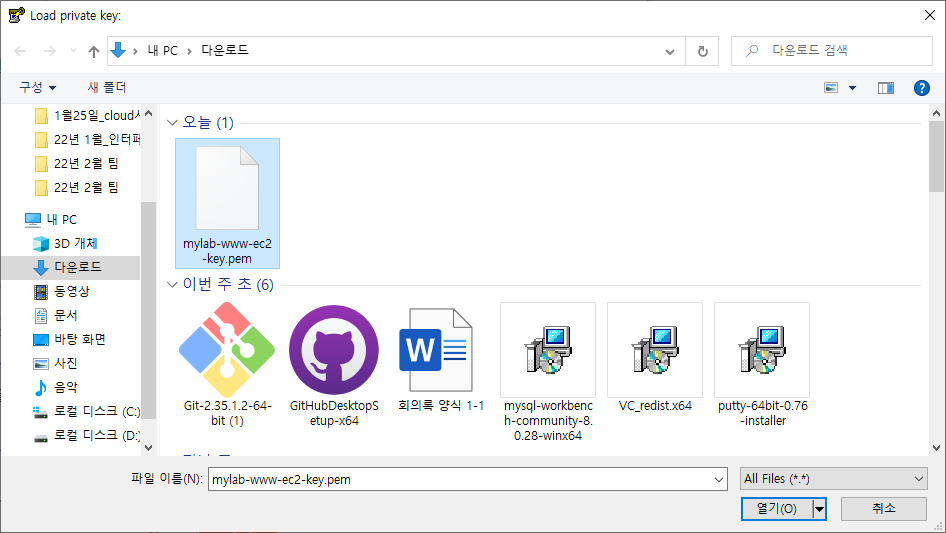 Load private key:
내 PC
다운로드
다운로드 검색
구성
새 폴더
1월25일_cloud
22년 1월_인터페
22년 2월 팀
22년 2월 팀
내 PC
3D 개체
다운로드
동영상
문서
바탕 화면
사진
음악
로컬 디스크 (C:)
로컬 디스크 (D:)
오늘 (1)
mylab-www-ec2
-key.pem
이번 주 초 (6)
Git-2.35.1.2-64-
bit (1)
GitHubDesktopS
etup-x64
회의록 양식 1-1
mysql-workbenc
h-community-8.
0.28-winx64
VC_redist.x64
putty-64bit-0.76
-installer
파일 이름(N):
mylab-www-ec2-key.pem
All Files (*.*)
열기(O)
취소